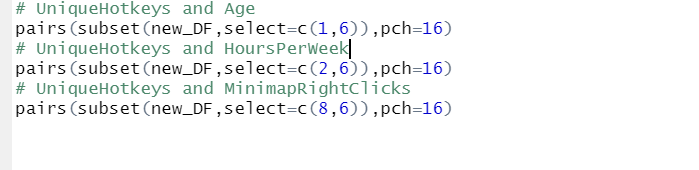 # UniqueHotkeys and Age
pairs(subset(new_DF,select=c(1,6)),pch=16)
# UniqueHotkeys and HoursPerWeek
pairs(subset(new_DF,select=c(2,6)),pch=16)
# UniqueHotkeys and MinimapRightClicks
pairs(subset(new_DF,select=c(8,6)),pch=16)